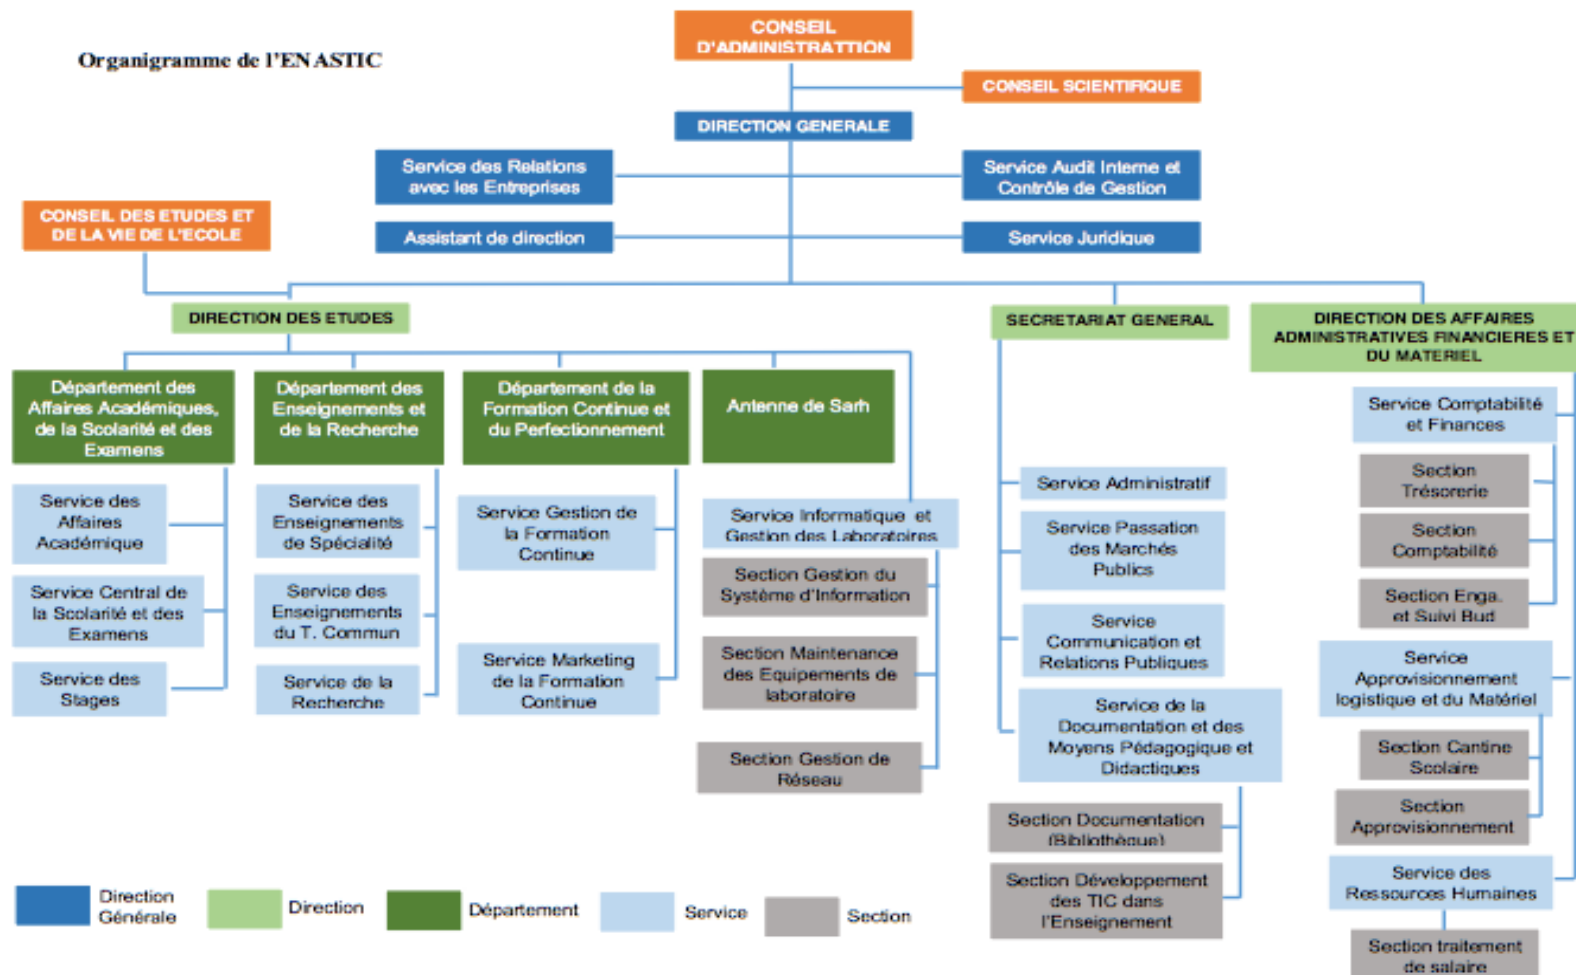 Organigramme de l'ENASTIC
CONSEIL
D'ADMINISTRATTION
CONSEIL SCIENTIFIQUE
DIRECTION GENERALE
Service des Relations
avec les Entreprises
Service Audit Interne et
Contrôle de Gestion
Assistant de direction
Service Juridique
CONSEIL DES ETUDES ET
DE LA VIE DE L'ECOLE
DIRECTION DES ETUDES
SECRETARIAT GENERAL
DIRECTION DES AFFAIRES
ADMINISTRATIVES FINANCIERES ET
DU MATERIEL
Département des
Affaires Académiques,
de la Scolarité et des
Examens
Département des
Enseignements et
de la Recherche
Département de la
Formation Continue et
du Perfectionnement
Antenne de Sarh
Service des
Affaires
Académique
Service Central de
la Scolarité et des
Examens
Service des
Stages
Service des
Enseignements
de Spécialité
Service des
Enseignements
du T. Commun
Service de la
Recherche
Service Gestion de
la Formation
Continue
Service Marketing
de la Formation
Continue
Service Informatique et
Gestion des Laboratoires
Section Gestion du
Système d'Information
Section Maintenance
des Equipements de
laboratoire
Section Gestion de
Réseau
Service Administratif
Service Passation
des Marchés
Publics
Service
Communication et
Relations Publiques
Service de la
Documentation et des
Moyens Pédagogique et
Didactiques
Section Documentation
(Bibliothèque)
Section Développement
des TIC dans
l'Enseignement
Service Comptabilité
et Finances
Section
Trésorerie
Section
Comptabilité
Section Enga.
et Suivi Bud
Service
Approvisionnement
logistique et du Matériel
Section Cantine
Scolaire
Section
Approvisionnement
Service des
Ressources Humaines
Section traitement
de salaire
Direction
Générale
Direction
Département
Service
Section